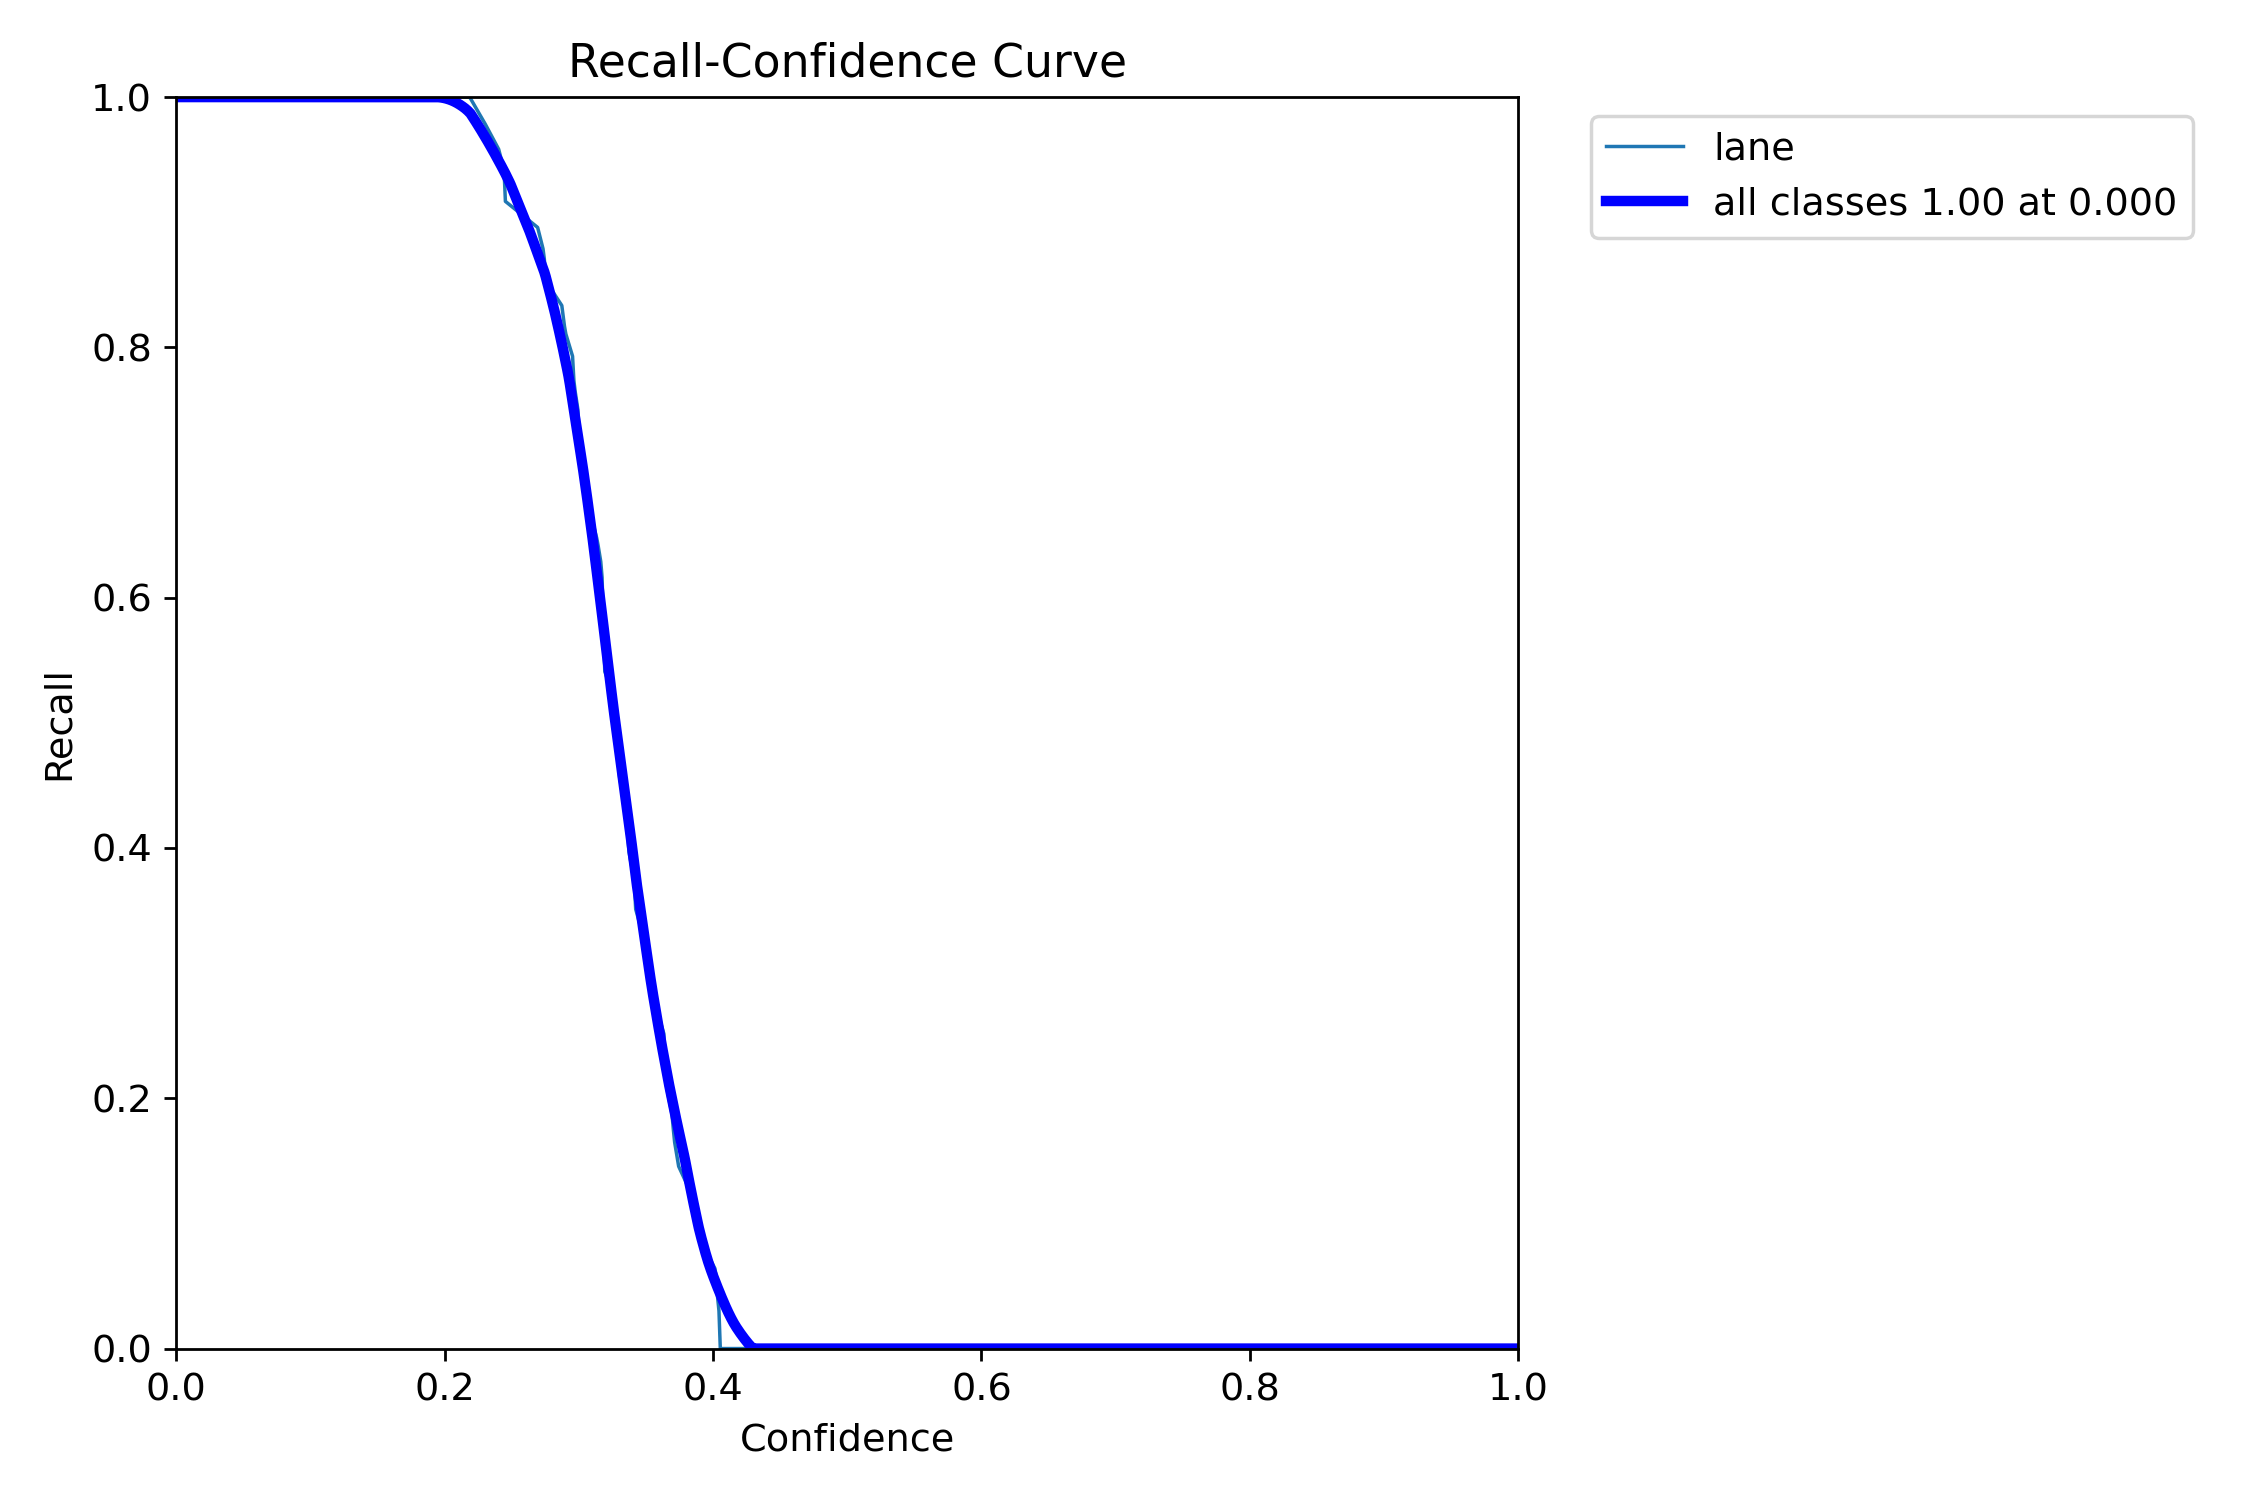 Recall-Confidence Curve
lane
all classes 1.00 at 0.000
1.0
0.8
0.6
0.4
0.2
0.0
Recall
0.0 0.2 0.4 0.6 0.8 1.0
Confidence